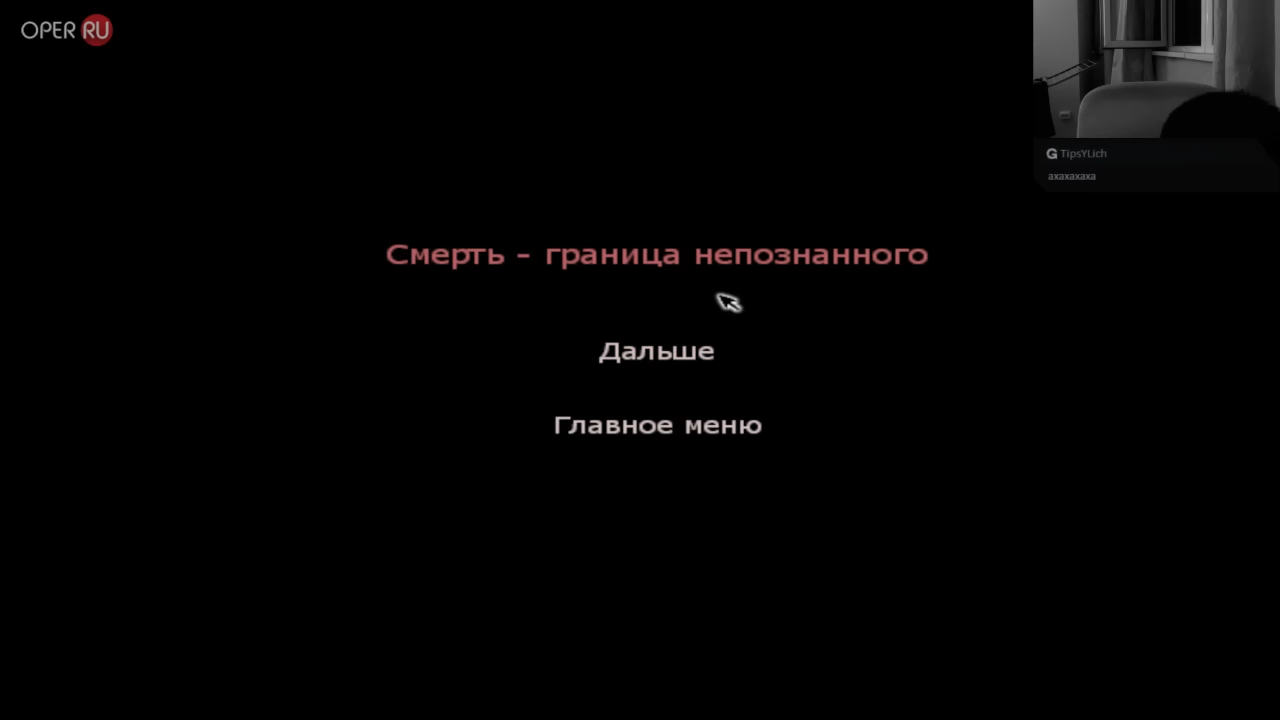 OPER RU
TipsYLich
ахахахаха
Смерть - граница непознанного
Дальше
Главное меню